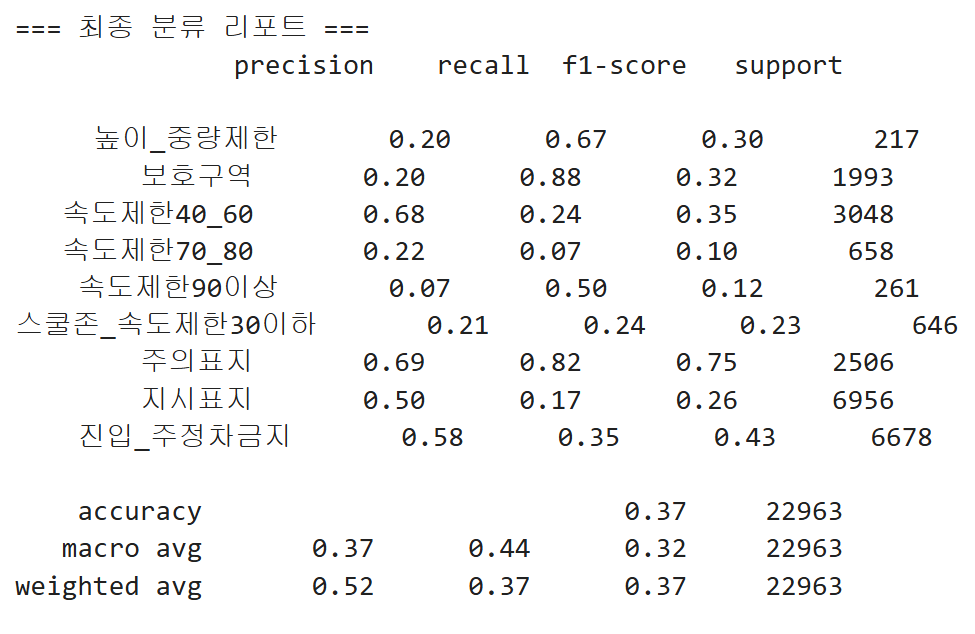 === 최종 분류 리포트 ===
precision recall f1-score support
높이_중량제한 0.20 0.67 0.30 217
보호구역 0.20 0.88 0.32 1993
속도제한40_60 0.68 0.24 0.35 3048
속도제한70_80 0.22 0.07 0.10 658
속도제한90이상 0.07 0.50 0.12 261
스쿨존_속도제한30이하 0.21 0.24 0.23 646
주의표지 0.69 0.82 0.75 2506
지시표지 0.50 0.17 0.26 6956
진입_주정차금지 0.58 0.35 0.43 6678
accuracy 0.37 22963
macro avg 0.37 0.44 0.32 22963
weighted avg 0.52 0.37 0.37 22963